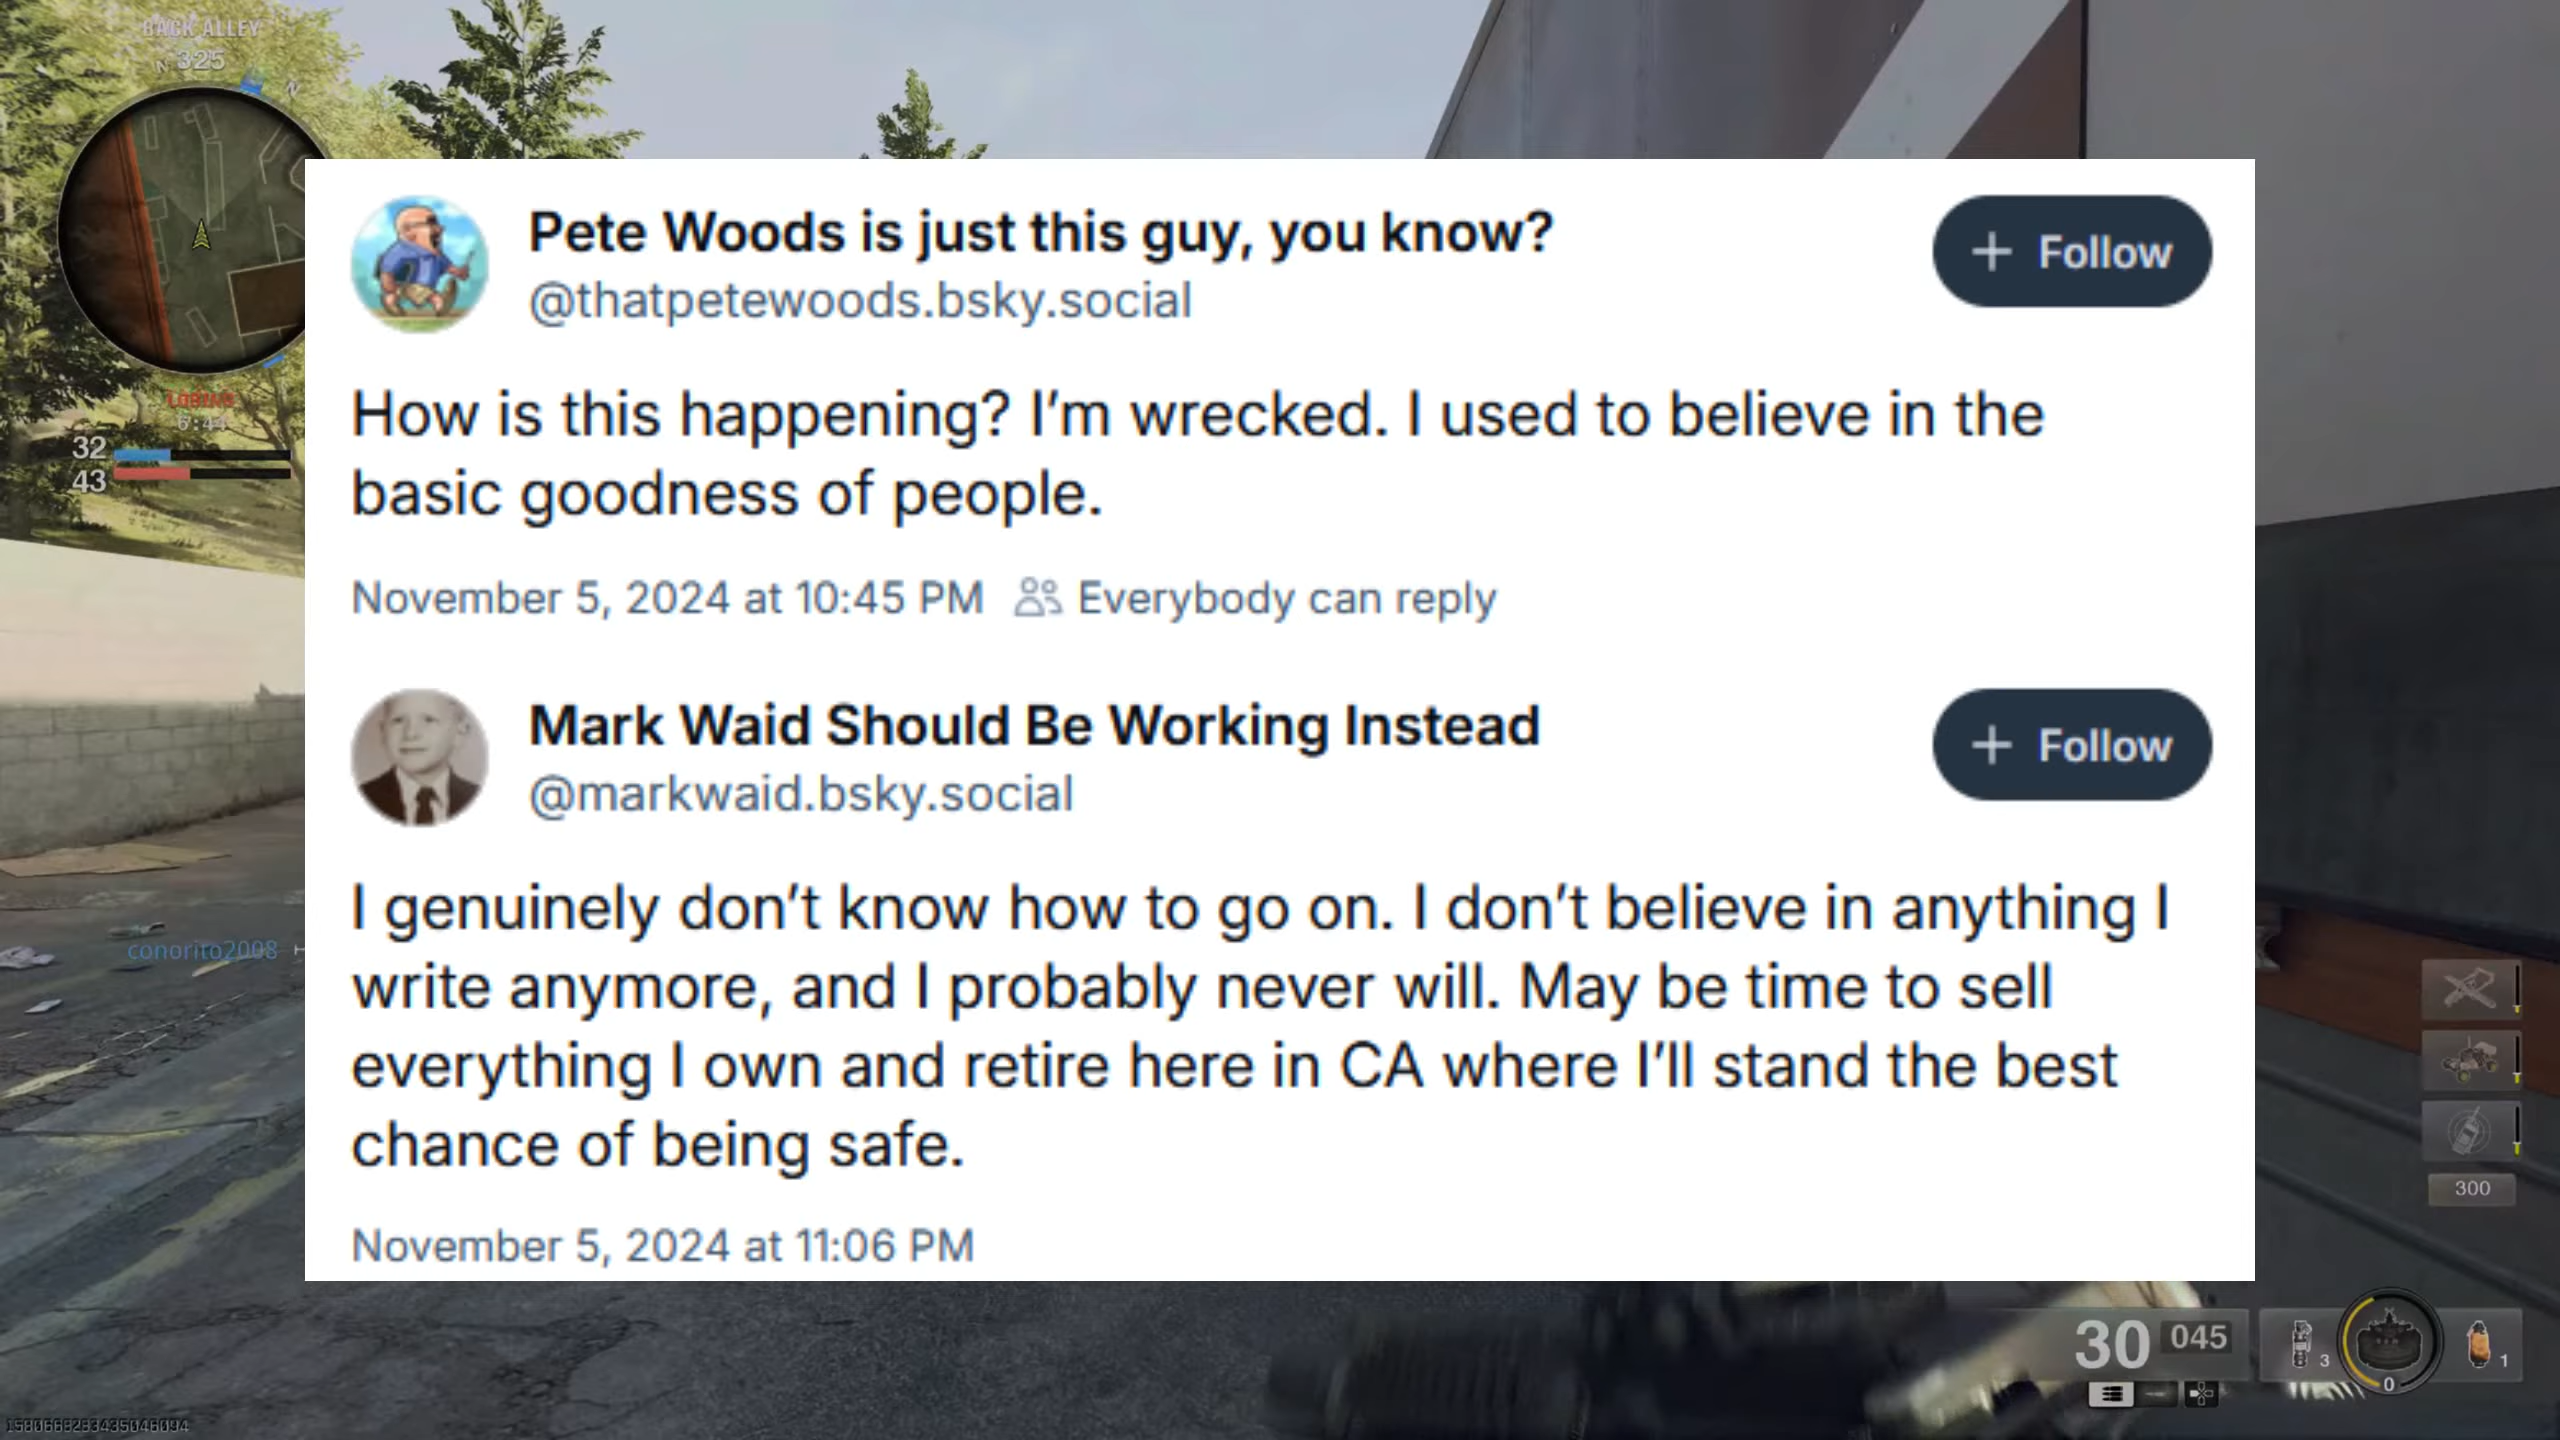 BACK ALLEY
N 325
N
LOSING
6:44
32
43
Pete Woods is just this guy, you know?
+ Follow
@thatpetewoods.bsky.social
How is this happening? I’m wrecked. I used to believe in the
basic goodness of people.
November 5, 2024 at 10:45 PM Everybody can reply
Mark Waid Should Be Working Instead
+ Follow
@markwaid.bsky.social
I genuinely don’t know how to go on. I don’t believe in anything I
write anymore, and I probably never will. May be time to sell
everything I own and retire here in CA where I’ll stand the best
chance of being safe.
November 5, 2024 at 11:06 PM
conorito2008
300
30 045
3
0
1